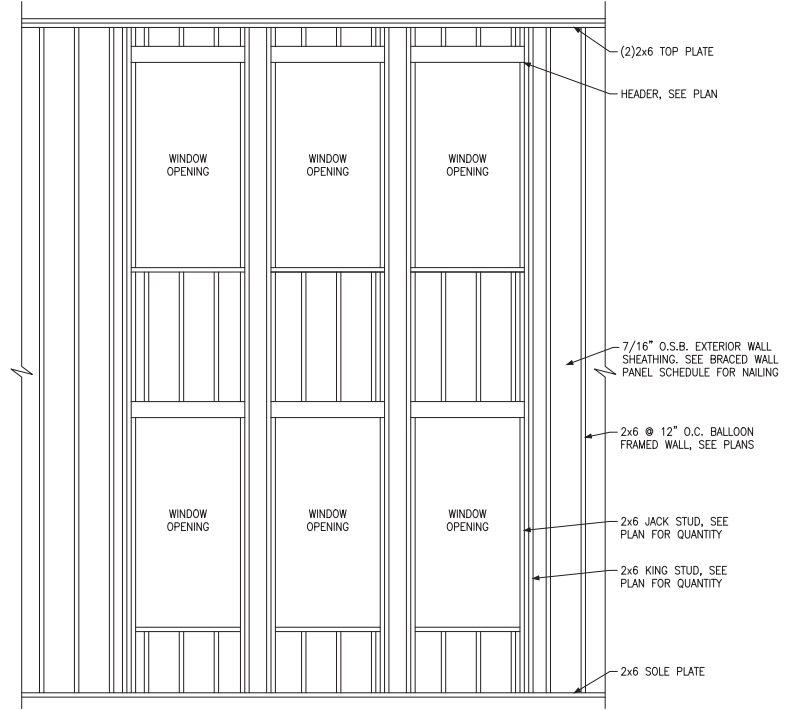 (2)2x6 TOP PLATE
HEADER, SEE PLAN
WINDOW
OPENING
WINDOW
OPENING
WINDOW
OPENING
7/16" O.S.B. EXTERIOR WALL
SHEATHING. SEE BRACED WALL
PANEL SCHEDULE FOR NAILING
2x6 @ 12" O.C. BALLOON
FRAMED WALL, SEE PLANS
WINDOW
OPENING
WINDOW
OPENING
WINDOW
OPENING
2x6 JACK STUD, SEE
PLAN FOR QUANTITY
2x6 KING STUD, SEE
PLAN FOR QUANTITY
2x6 SOLE PLATE